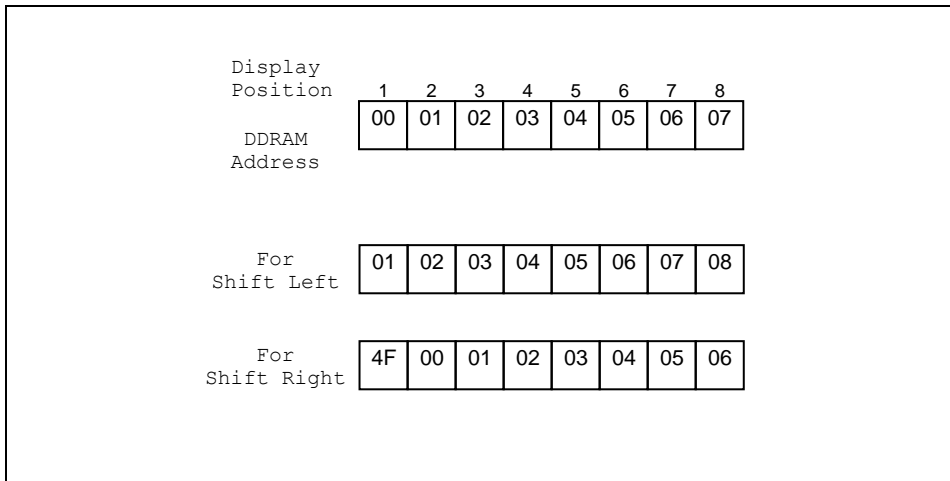 Display
Position 1 2 3 4 5 6 7 8
00 01 02 03 04 05 06 07
DDRAM
Address
For
Shift Left 01 02 03 04 05 06 07 08
For
Shift Right 4F 00 01 02 03 04 05 06